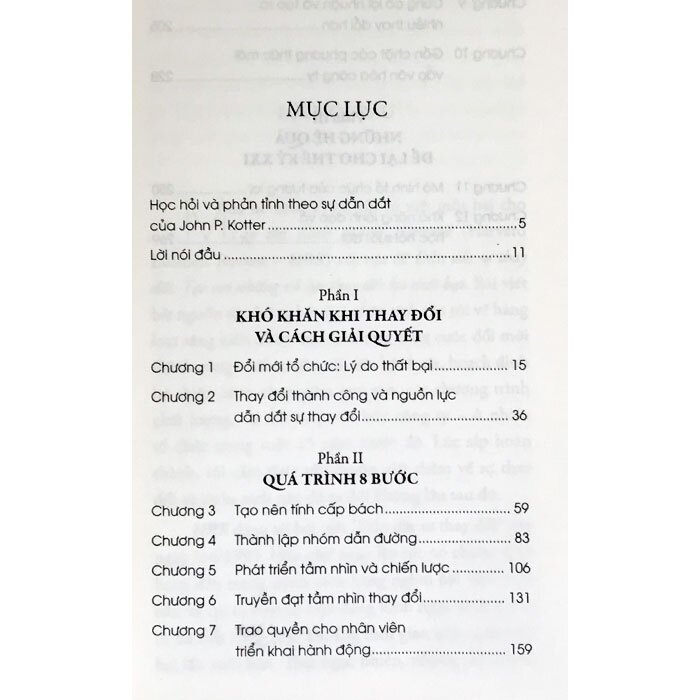 MỤC LỤC
Học hỏi và phản tỉnh theo sự dẫn dắt
của John P. Kotter 5
Lời nói đầu 11
Phần I
KHÓ KHĂN KHI THAY ĐỔI
VÀ CÁCH GIẢI QUYẾT
Chương 1 Đổi mới tổ chức: Lý do thất bại 15
Chương 2 Thay đổi thành công và nguồn lực
dẫn dắt sự thay đổi 36
Phần II
QUÁ TRÌNH 8 BƯỚC
Chương 3 Tạo nên tính cấp bách 59
Chương 4 Thành lập nhóm dẫn đường 83
Chương 5 Phát triển tầm nhìn và chiến lược 106
Chương 6 Truyền đạt tầm nhìn thay đổi 131
Chương 7 Trao quyền cho nhân viên
triển khai hành động 159